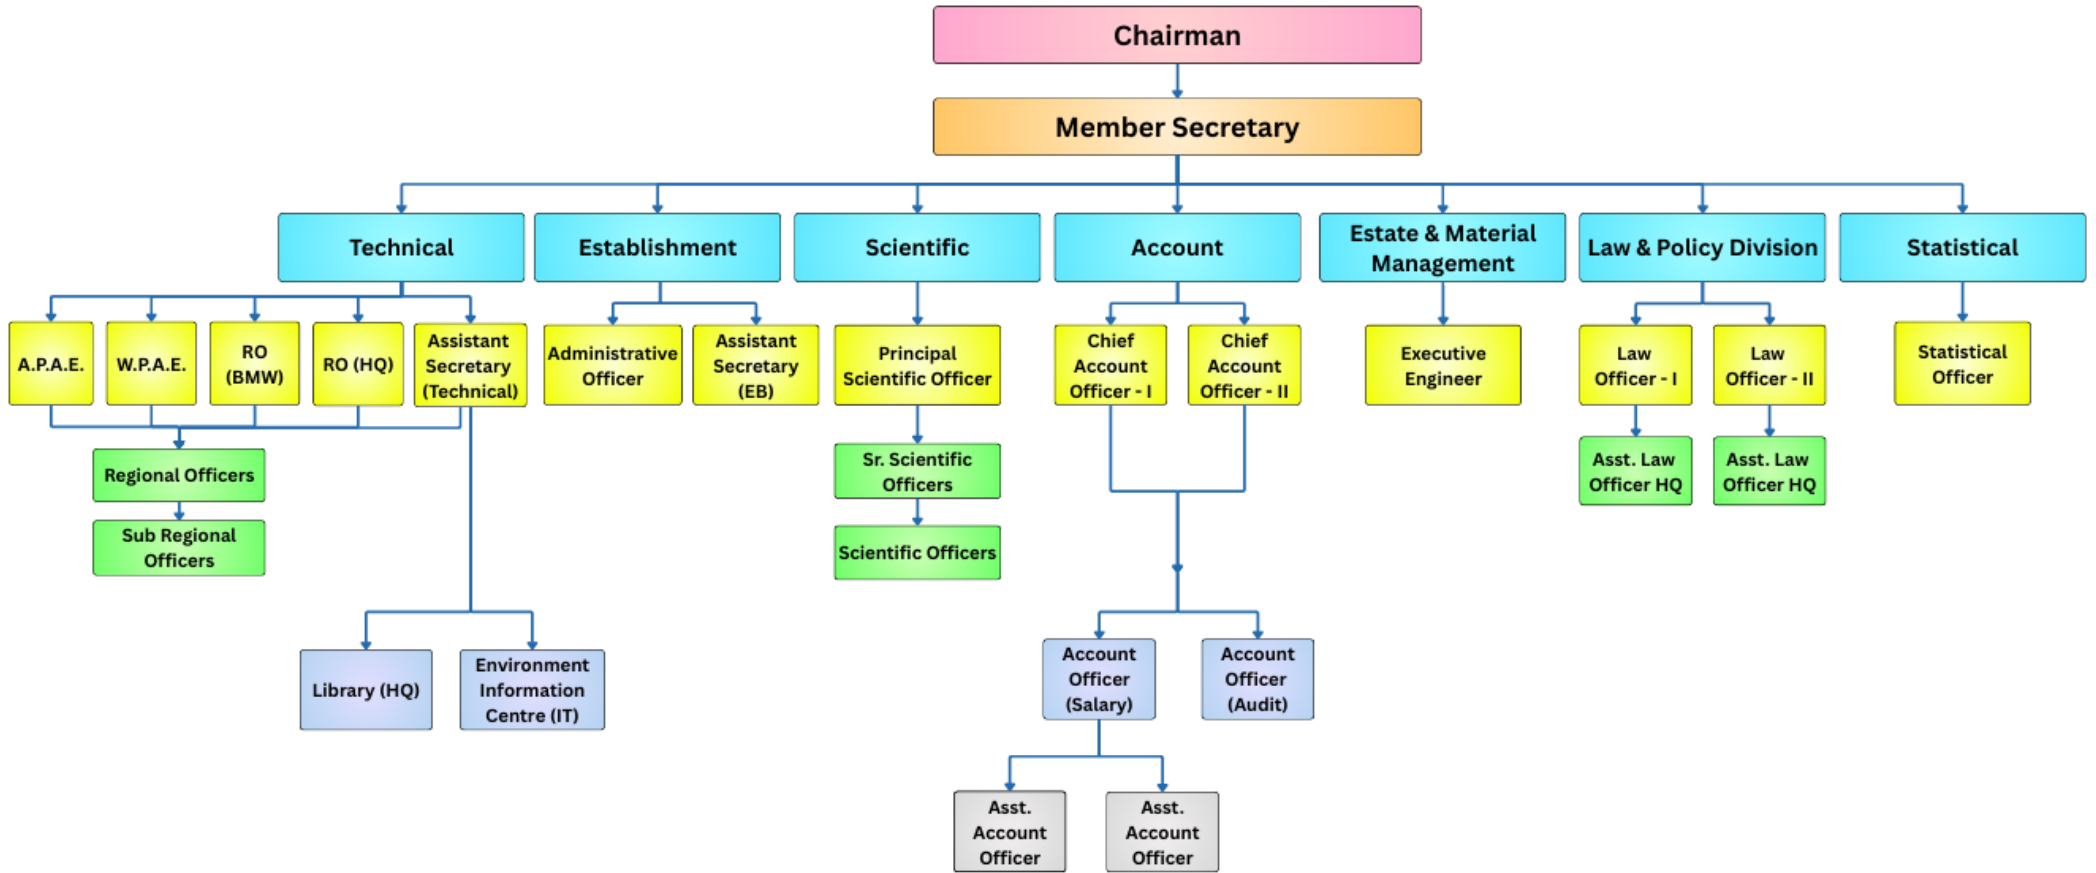 Chairman
Member Secretary
Technical
Establishment
Scientific
Account
Estate & Material
Management
Law & Policy Division
Statistical
A.P.A.E.
W.P.A.E.
RO
(BMW)
RO (HQ)
Assistant
Secretary
(Technical)
Administrative
Officer
Assistant
Secretary
(EB)
Principal
Scientific Officer
Chief
Account
Officer - I
Chief
Account
Officer - II
Executive
Engineer
Law
Officer - I
Law
Officer - II
Statistical
Officer
Regional Officers
Sub Regional
Officers
Sr. Scientific
Officers
Scientific Officers
Asst. Law
Officer HQ
Asst. Law
Officer HQ
Library (HQ)
Environment
Information
Centre (IT)
Account
Officer
(Salary)
Account
Officer
(Audit)
Asst.
Account
Officer
Asst.
Account
Officer